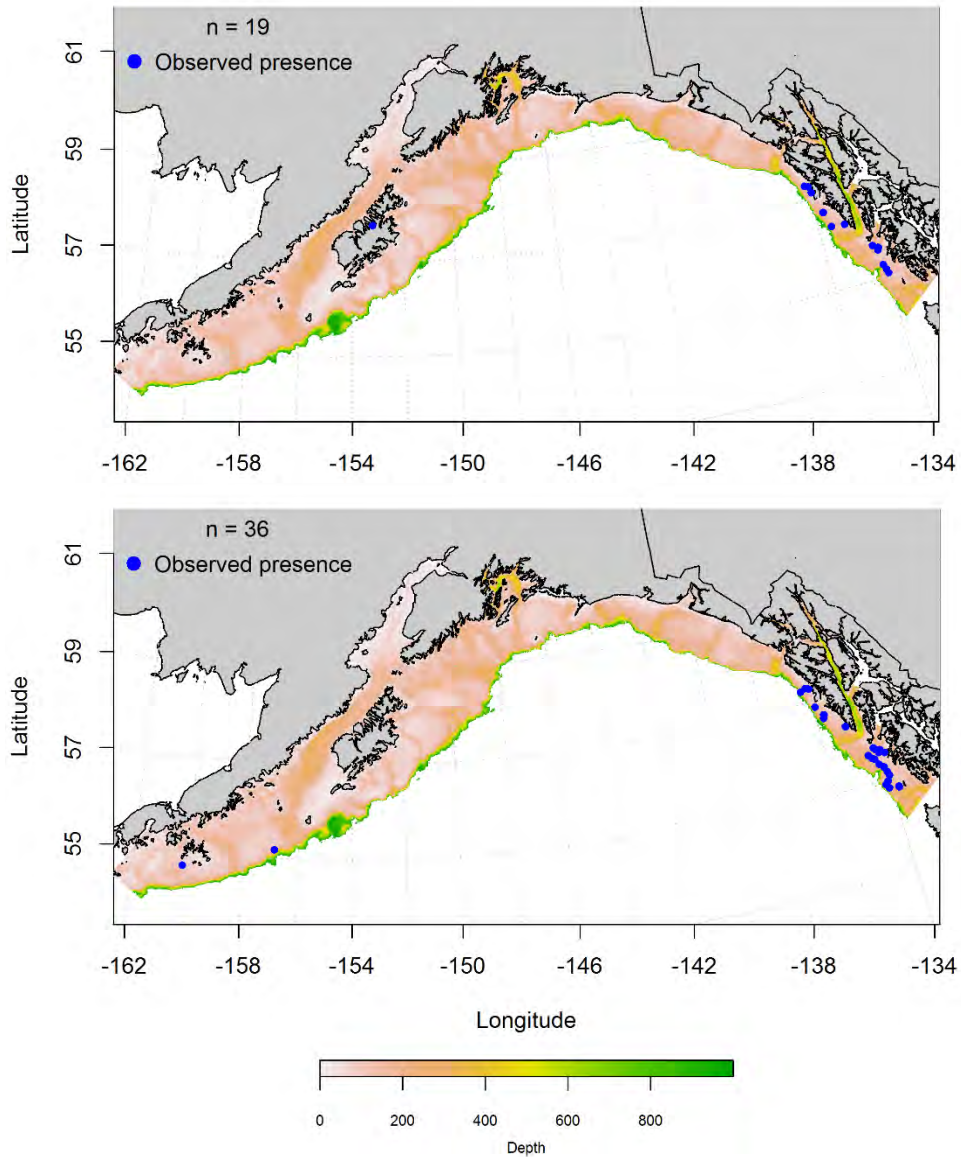 n = 19
Observed presence
61
59
57
55
Latitude
-162 -158 -154 -150 -146 -142 -138 -134
n = 36
Observed presence
61
59
57
55
Latitude
-162 -158 -154 -150 -146 -142 -138 -134
Longitude
0 200 400 600 800
Depth